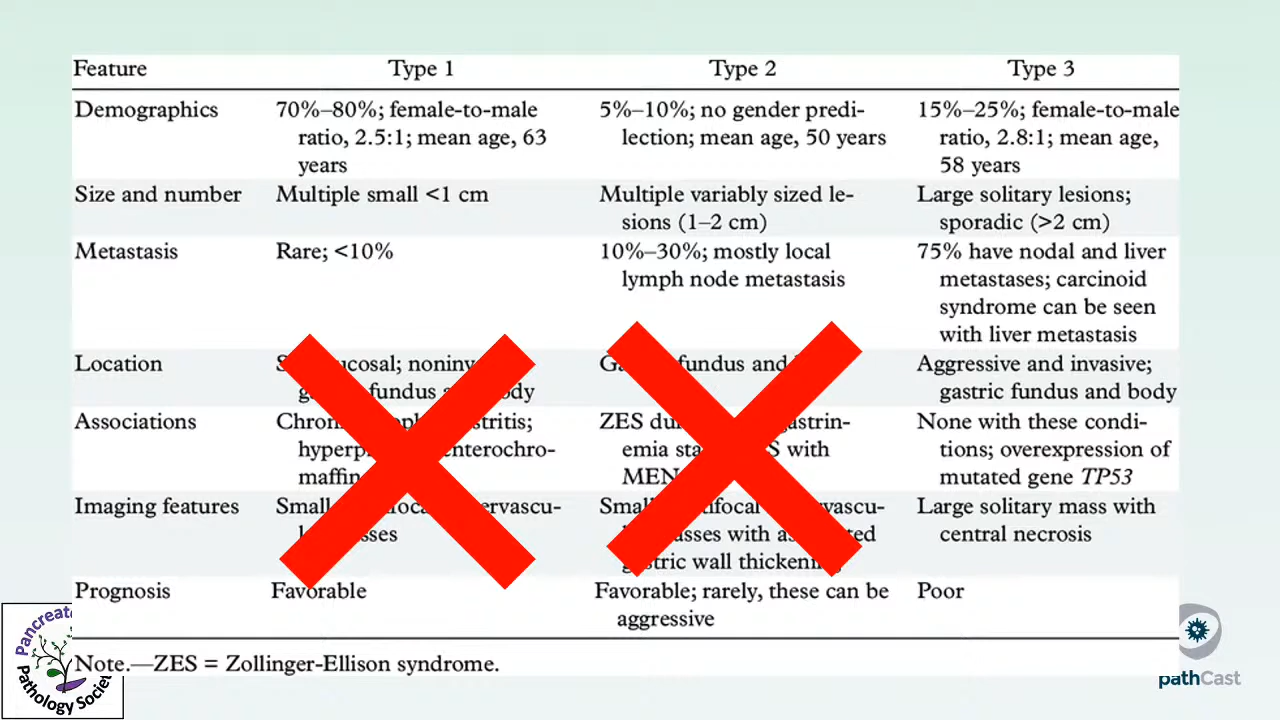 Feature Type 1 Type 2 Type 3
Demographics 70%–80%; female-to-male 5%–10%; no gender predi- 15%–25%; female-to-male
ratio, 2.5:1; mean age, 63 lection; mean age, 50 years ratio, 2.8:1; mean age,
years 58 years
Size and number Multiple small <1 cm Multiple variably sized le- Large solitary lesions;
sions (1–2 cm) sporadic (>2 cm)
Metastasis Rare; <10% 10%–30%; mostly local 75% have nodal and liver
lymph node metastasis metastases; carcinoid
syndrome can be seen
with liver metastasis
Location Aggressive and invasive;
fundus gastric fundus and body
Associations ZES None with these condi-
emia with tions; overexpression of
mutated gene TP53
Imaging features Small Large solitary mass with
with central necrosis
wall
Prognosis Favorable Favorable; rarely, these can be Poor
aggressive
Note.—ZES = Zollinger-Ellison syndrome.
Pathology
pathCast